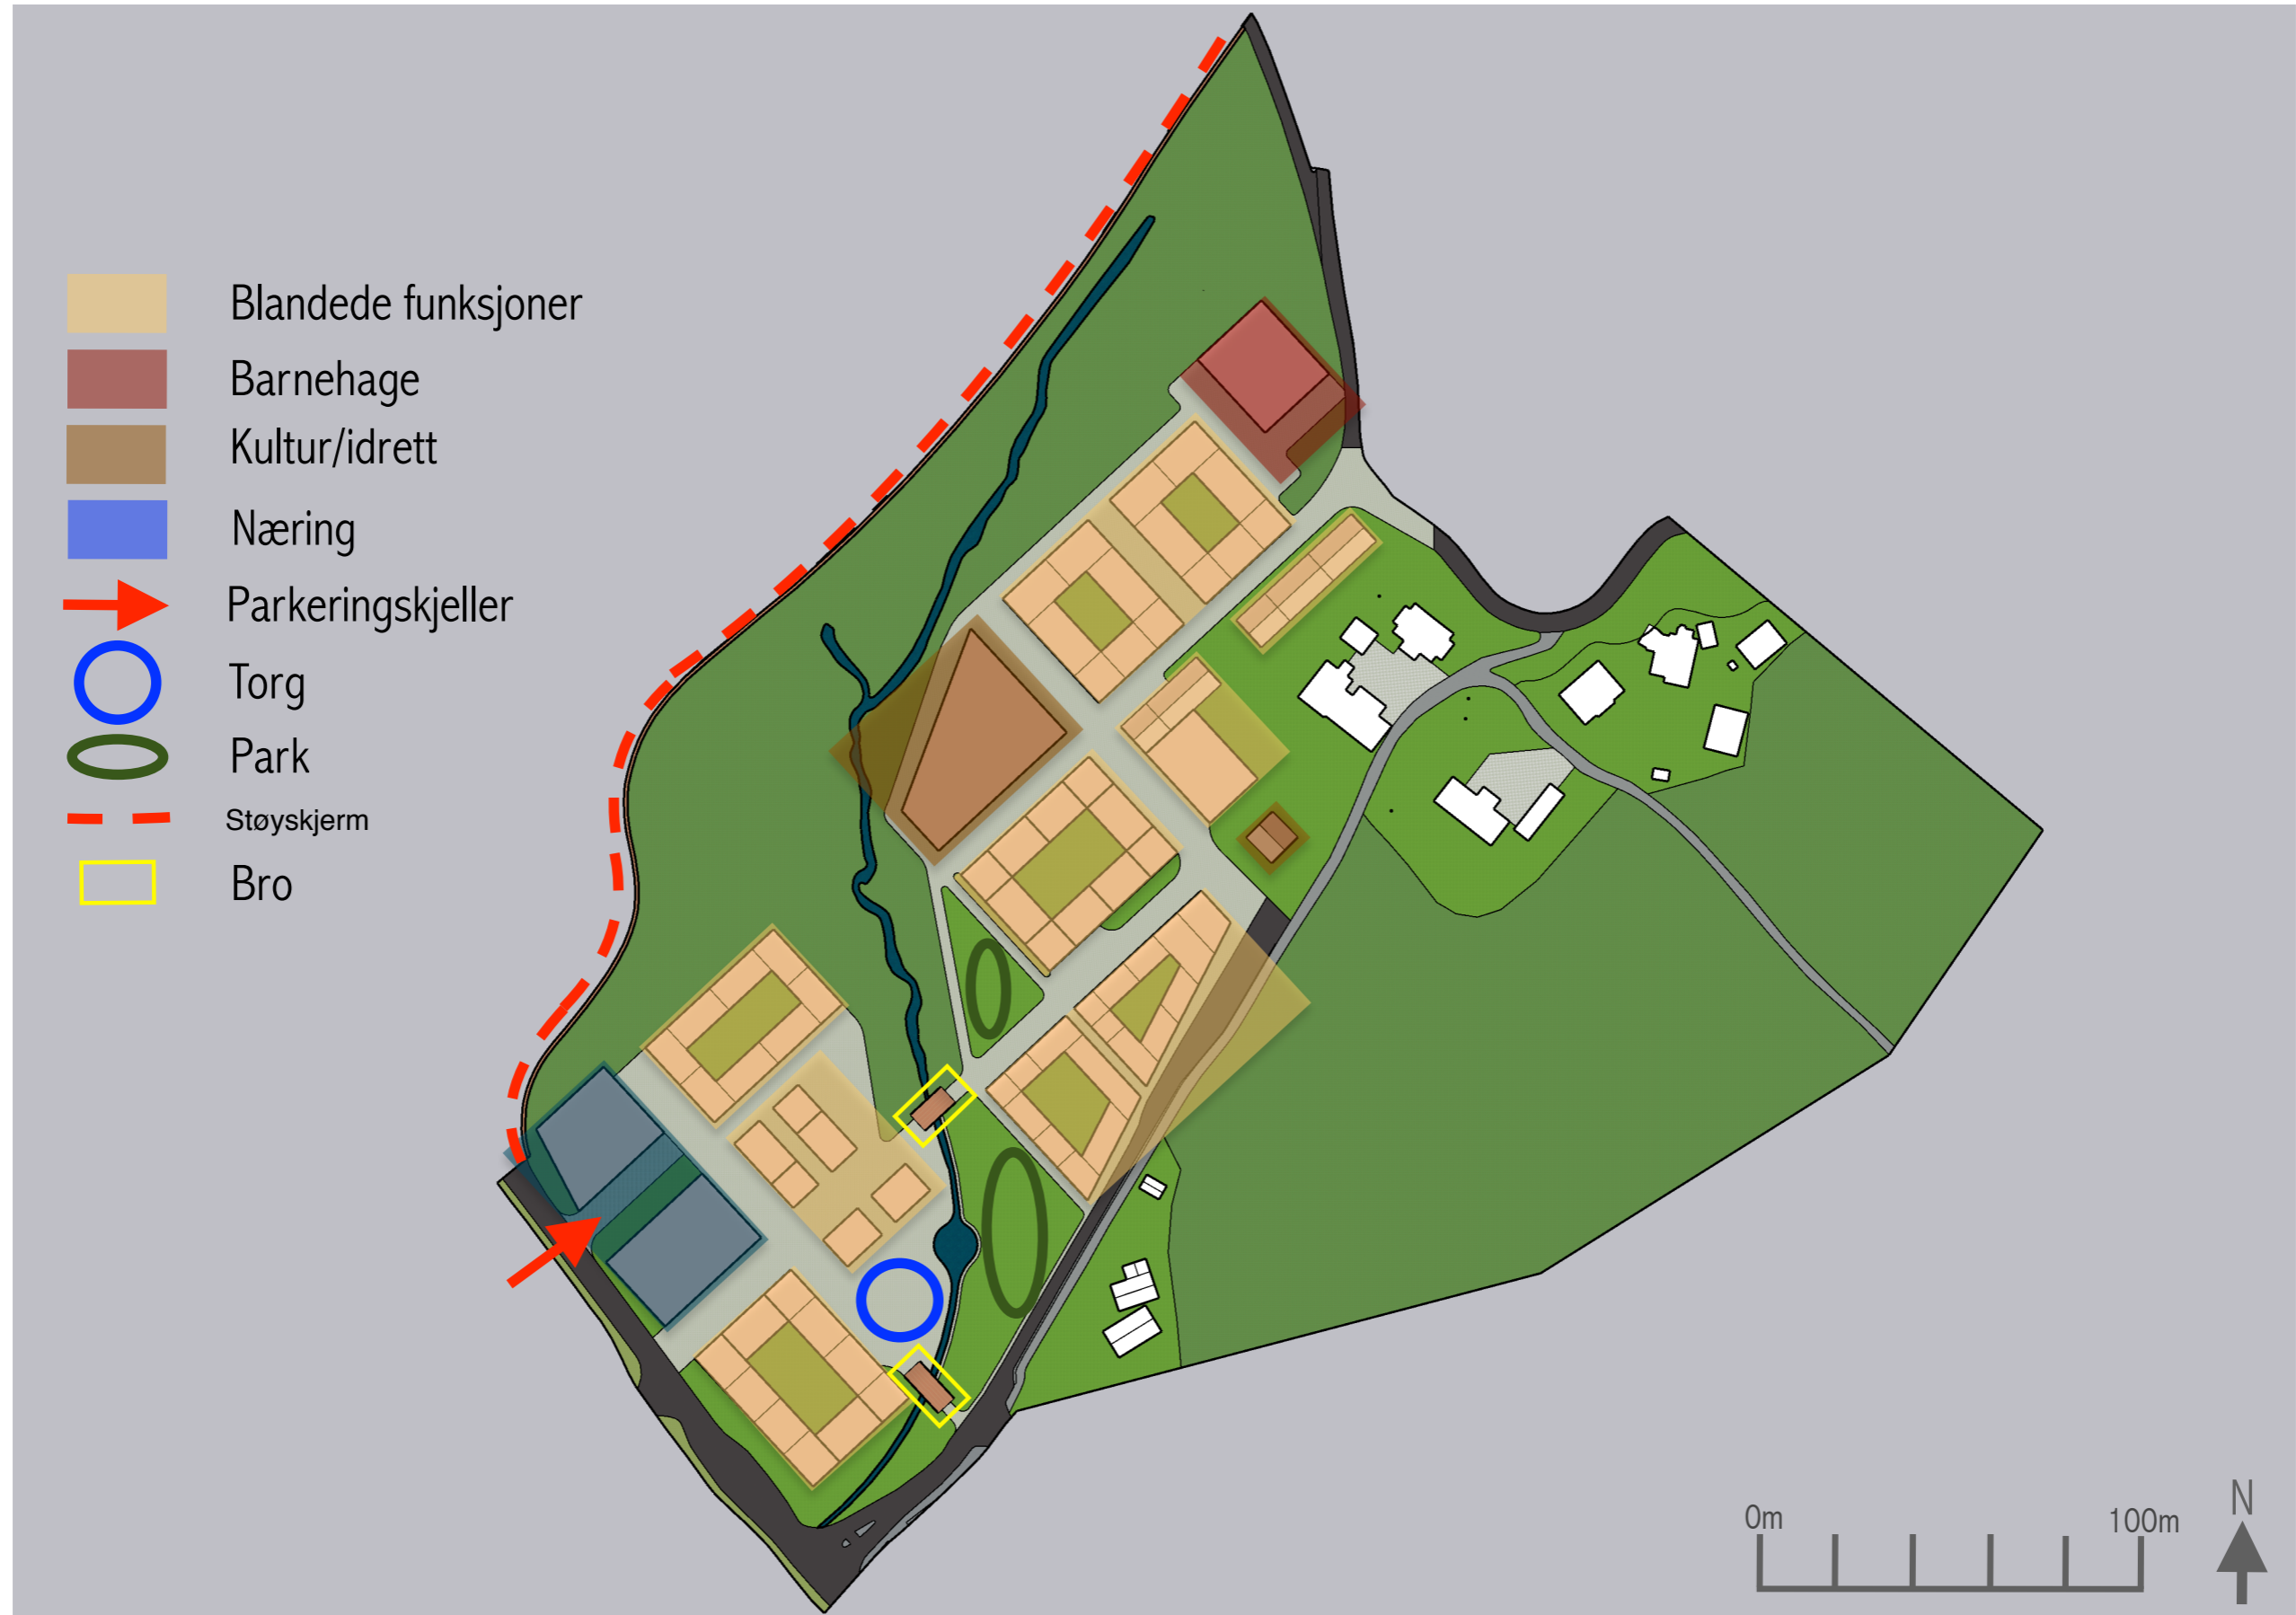 Blandede funksjoner
Barnehage
Kultur/idrett
Næring
Parkeringskjeller
Torg
Park
Støyskjerm
Bro
0m
100m
N